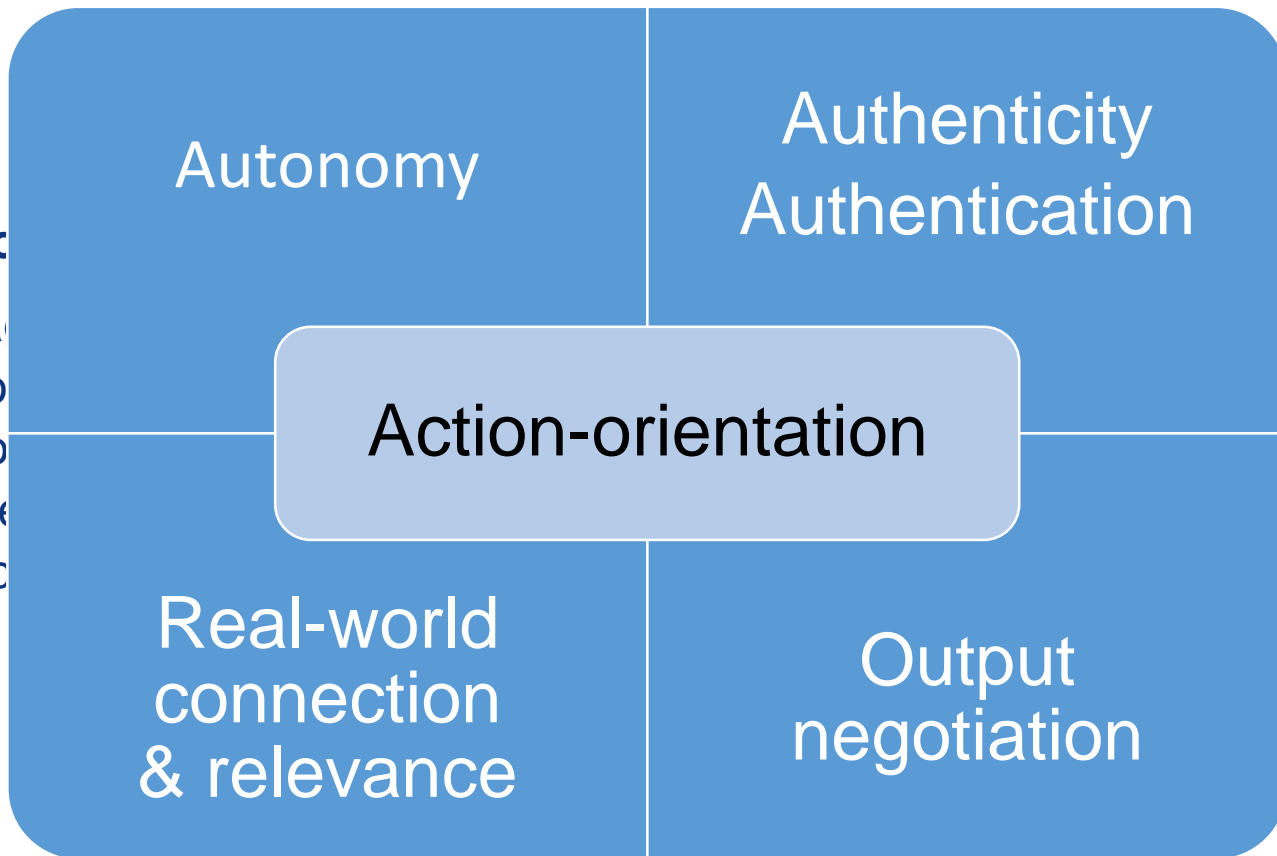 Autonomy
Authenticity
Authentication
Action-orientation
Real-world
connection
& relevance
Output
negotiation